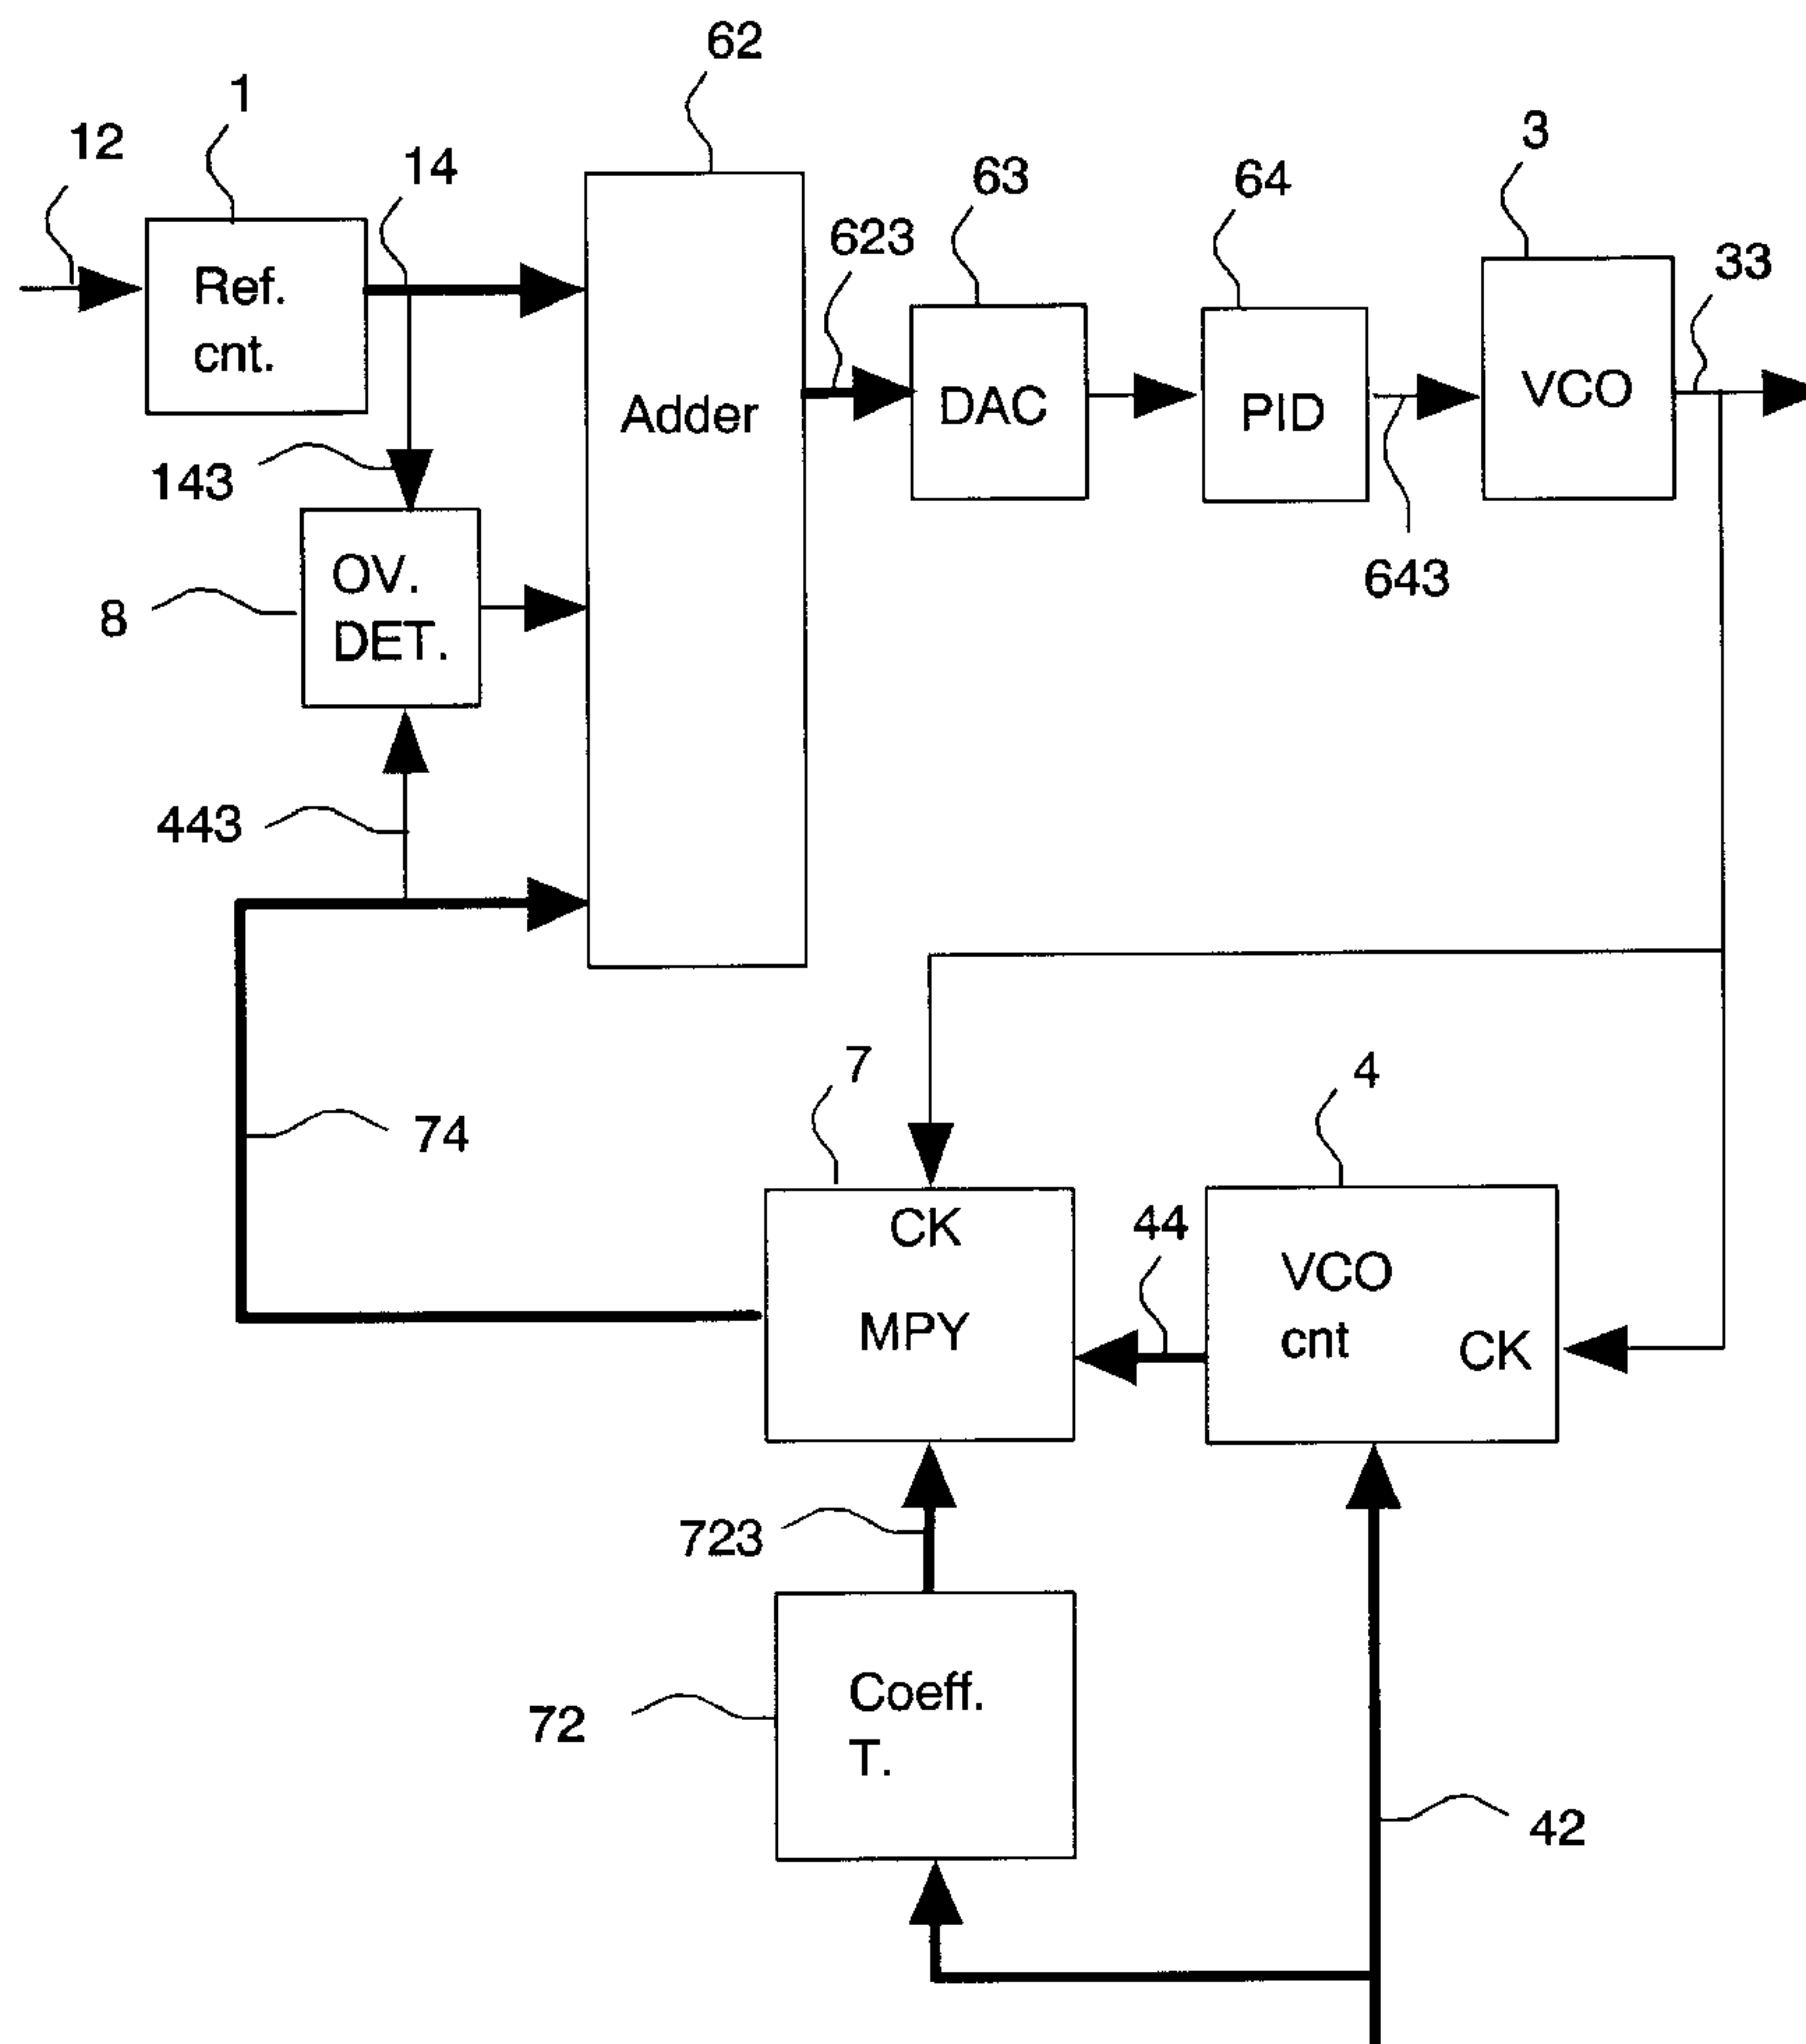 62
1
12
14
3
63
64
623
33
Ref.
cnt.
Adder
DAC
PID
VCO
143
643
OV.
DET.
8
443
7
4
74
44
CK
VCO
cnt
MPY
CK
723
Coeff.
T.
72
42